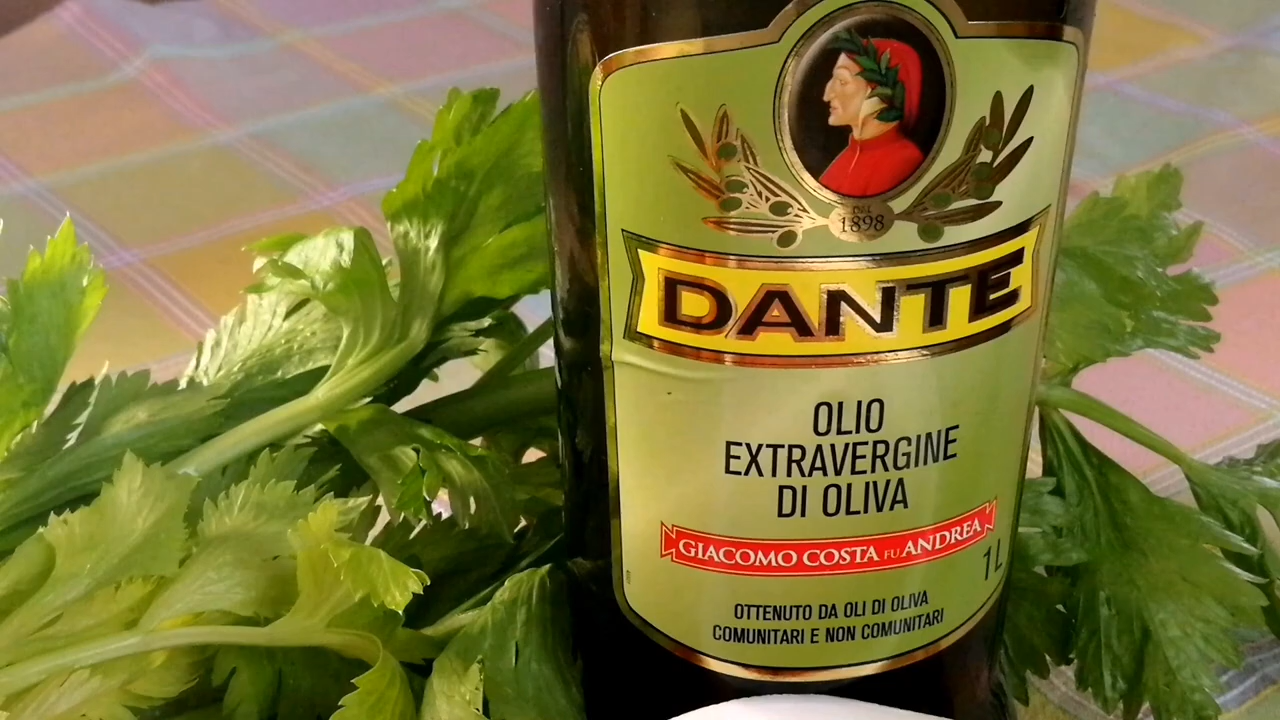 DAL
1898
DANTE
OLIO
EXTRAVERGINE
DI OLIVA
GIACOMO COSTA FU ANDREA
1L
OTTENUTO DA OLI DI OLIVA
COMUNITARI E NON COMUNITARI